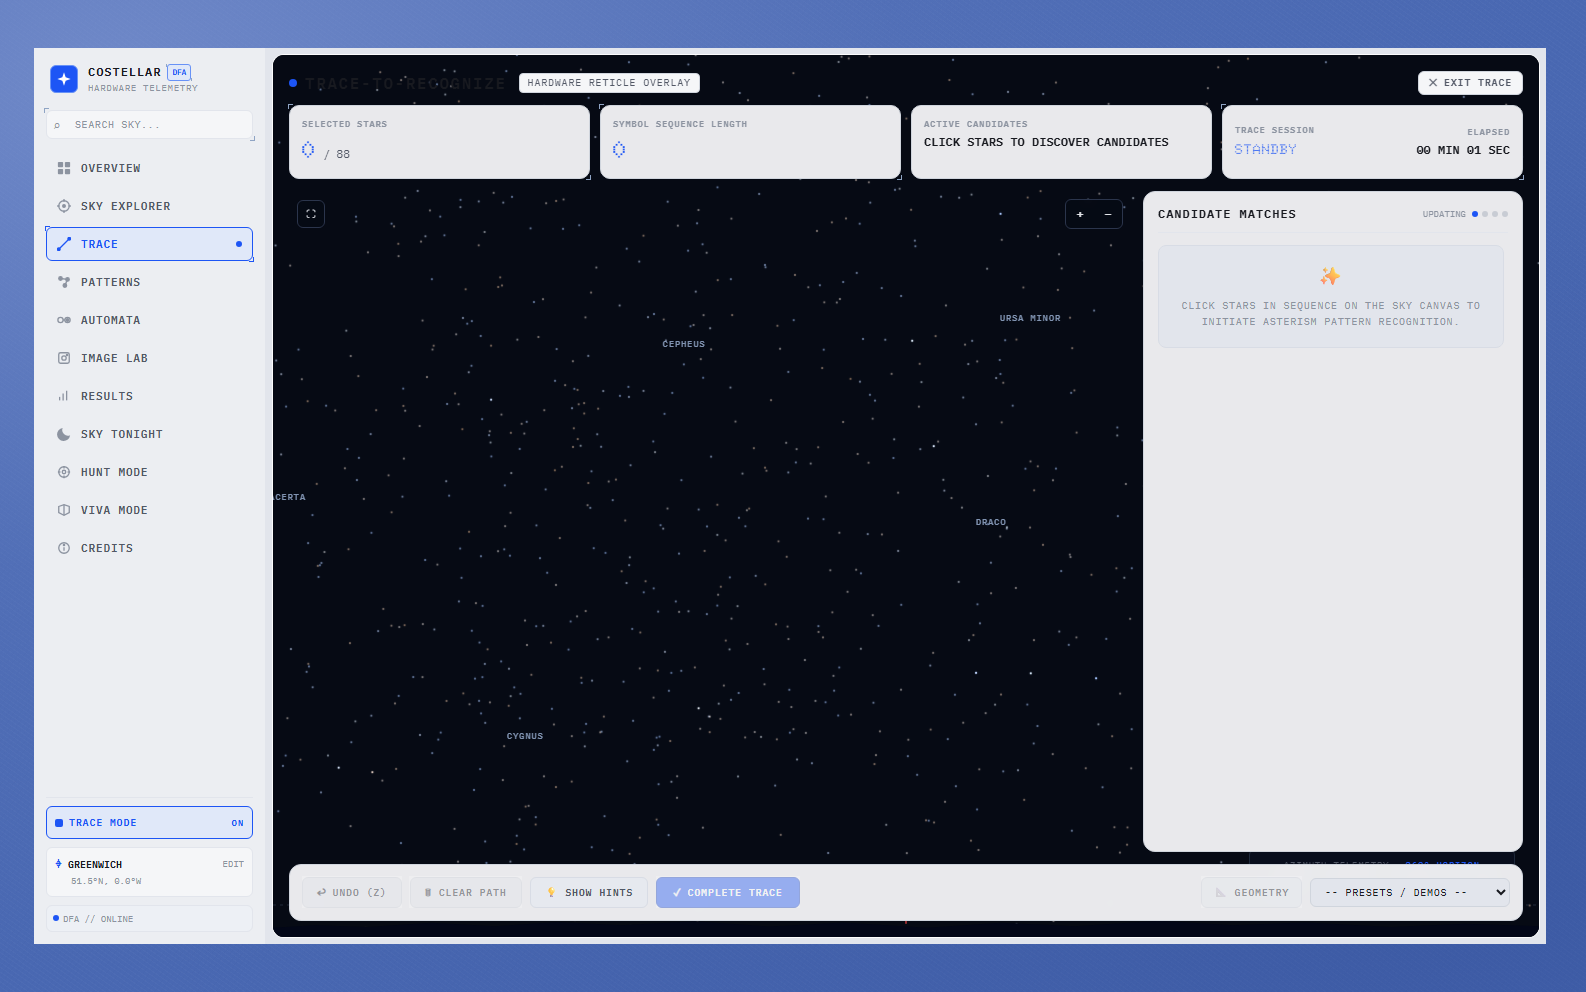 COSTELLAR DFA
HARDWARE TELEMETRY
SEARCH SKY...
OVERVIEW
SKY EXPLORER
TRACE
PATTERNS
AUTOMATA
IMAGE LAB
RESULTS
SKY TONIGHT
HUNT MODE
VIVA MODE
CREDITS
TRACE MODE ON
GREENWICH EDIT
51.5°N, 0.0°W
DFA // ONLINE
TRACE-TO-RECOGNIZE HARDWARE RETICLE OVERLAY
EXIT TRACE
SELECTED STARS
0 / 88
SYMBOL SEQUENCE LENGTH
0
ACTIVE CANDIDATES
CLICK STARS TO DISCOVER CANDIDATES
TRACE SESSION ELAPSED
STANDBY 00 MIN 01 SEC
+ −
URSA MINOR
CEPHEUS
ACERTA
DRACO
CYGNUS
CANDIDATE MATCHES UPDATING
CLICK STARS IN SEQUENCE ON THE SKY CANVAS TO
INITIATE ASTERISM PATTERN RECOGNITION.
UNDO (Z) CLEAR PATH SHOW HINTS COMPLETE TRACE
GEOMETRY -- PRESETS / DEMOS --